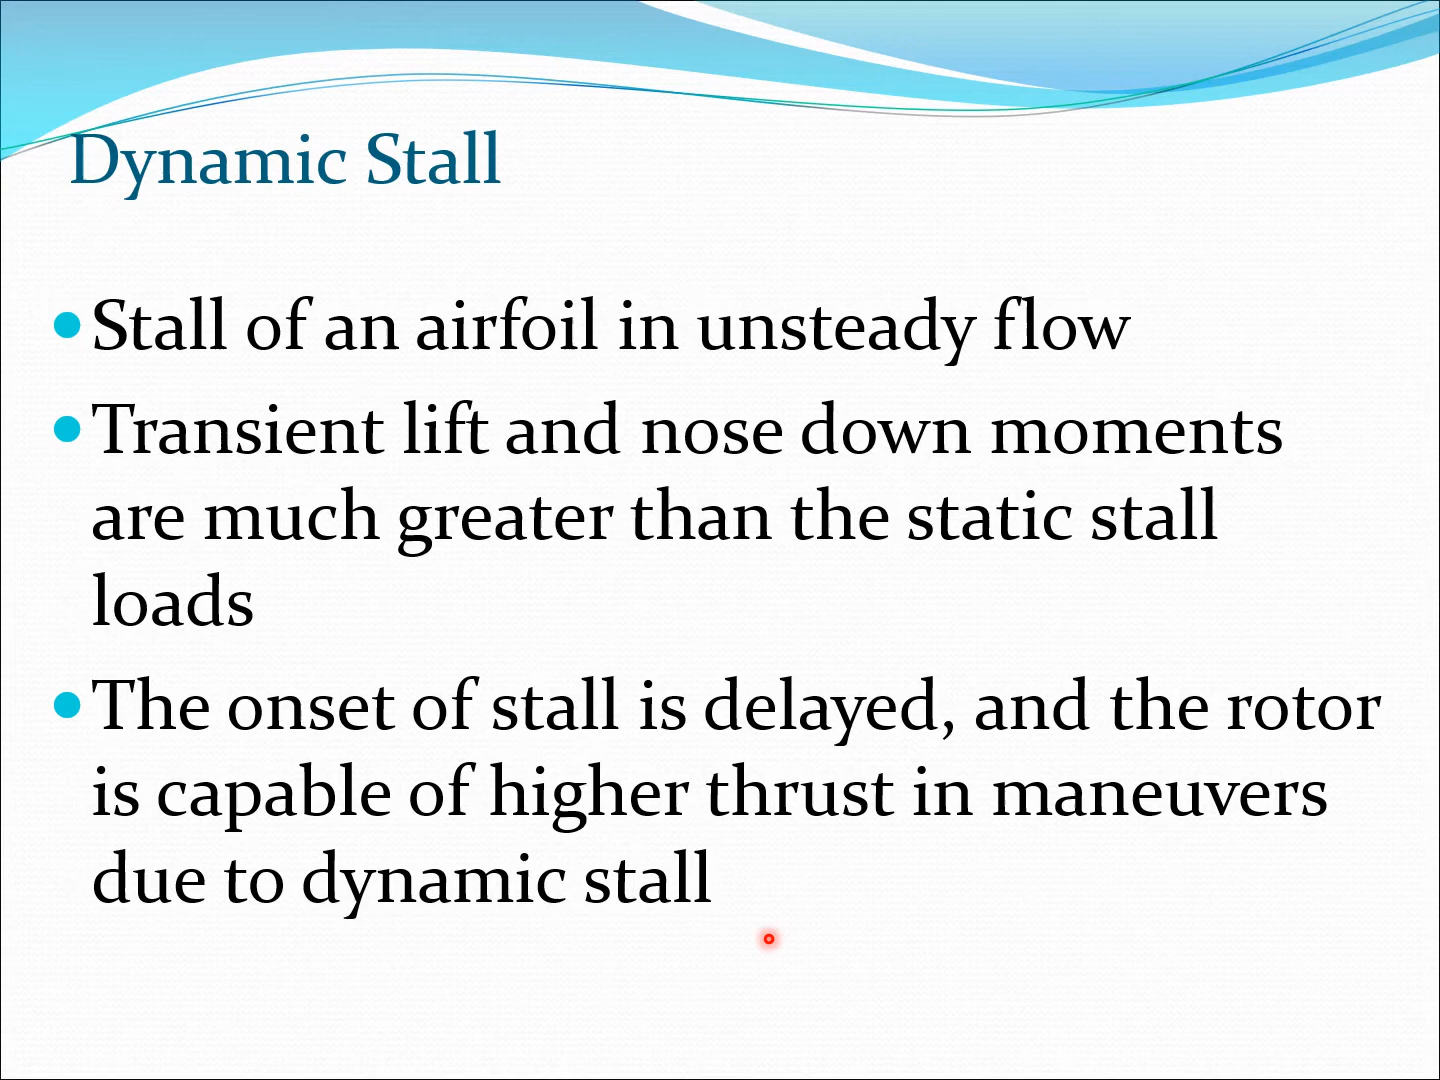 Dynamic Stall
• Stall of an airfoil in unsteady flow
• Transient lift and nose down moments
are much greater than the static stall
loads
• The onset of stall is delayed, and the rotor
is capable of higher thrust in maneuvers
due to dynamic stall